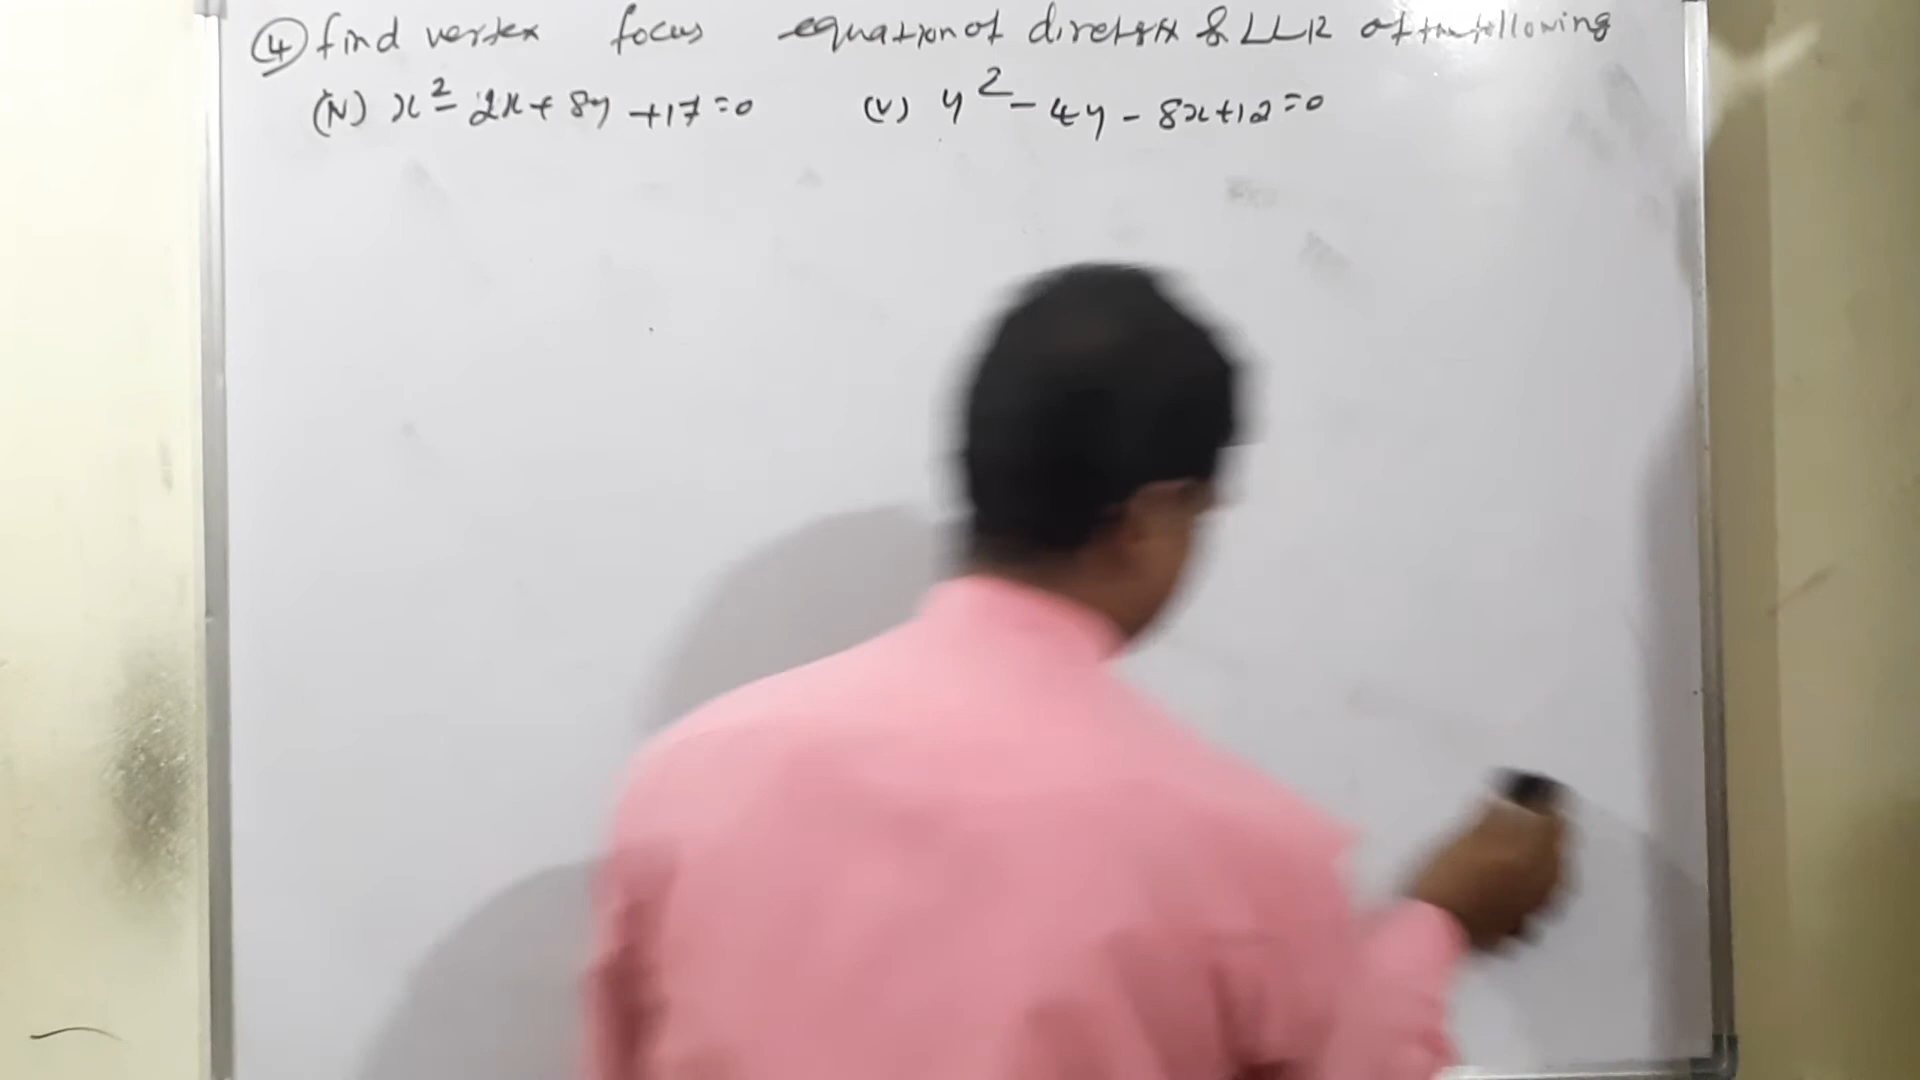 ④ find vertex focus equation of diretrix & LLR of the following
(iv) x² - 2x + 8y + 17 = 0 (v) y² - 4y - 8x + 12 = 0